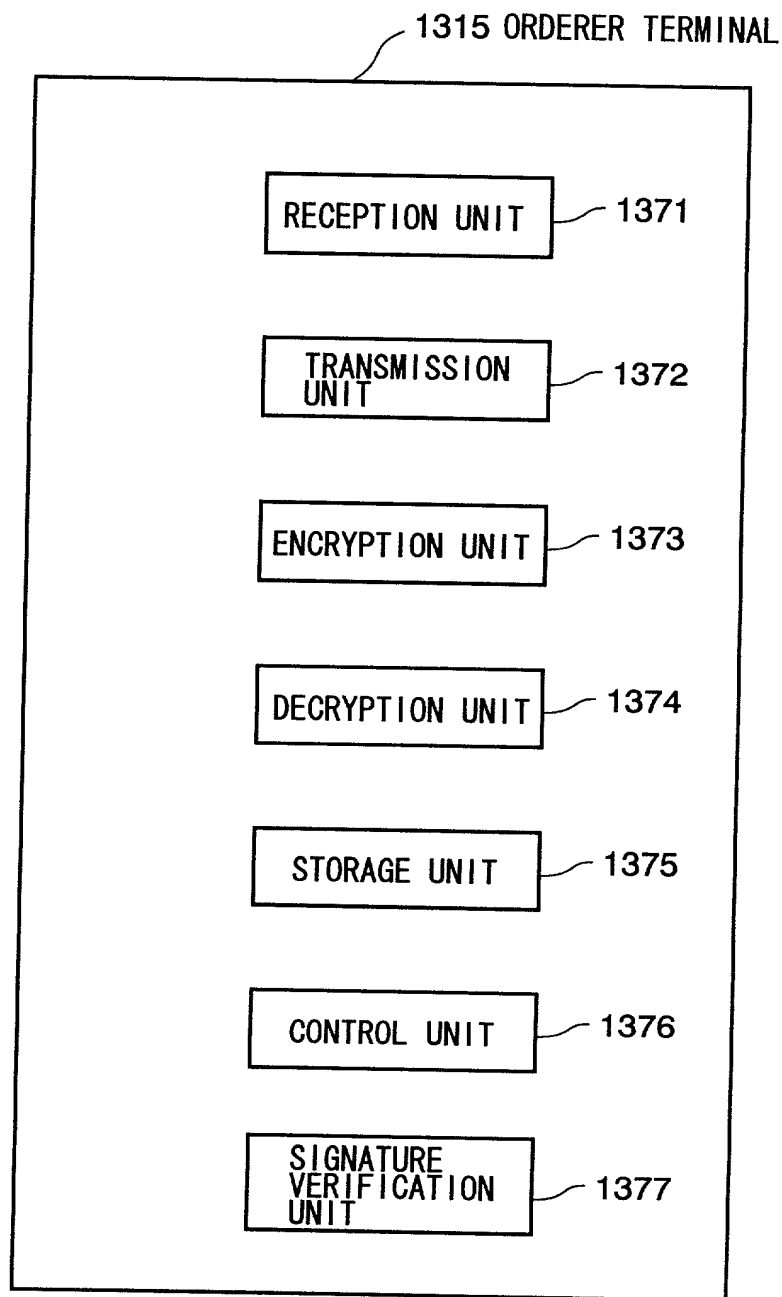 1315 ORDERER TERMINAL
RECEPTION UNIT
1371
TRANSMISSION
UNIT
1372
ENCRYPTION UNIT
1373
DECRYPTION UNIT
1374
STORAGE UNIT
1375
CONTROL UNIT
1376
SIGNATURE
VERIFICATION
UNIT
1377